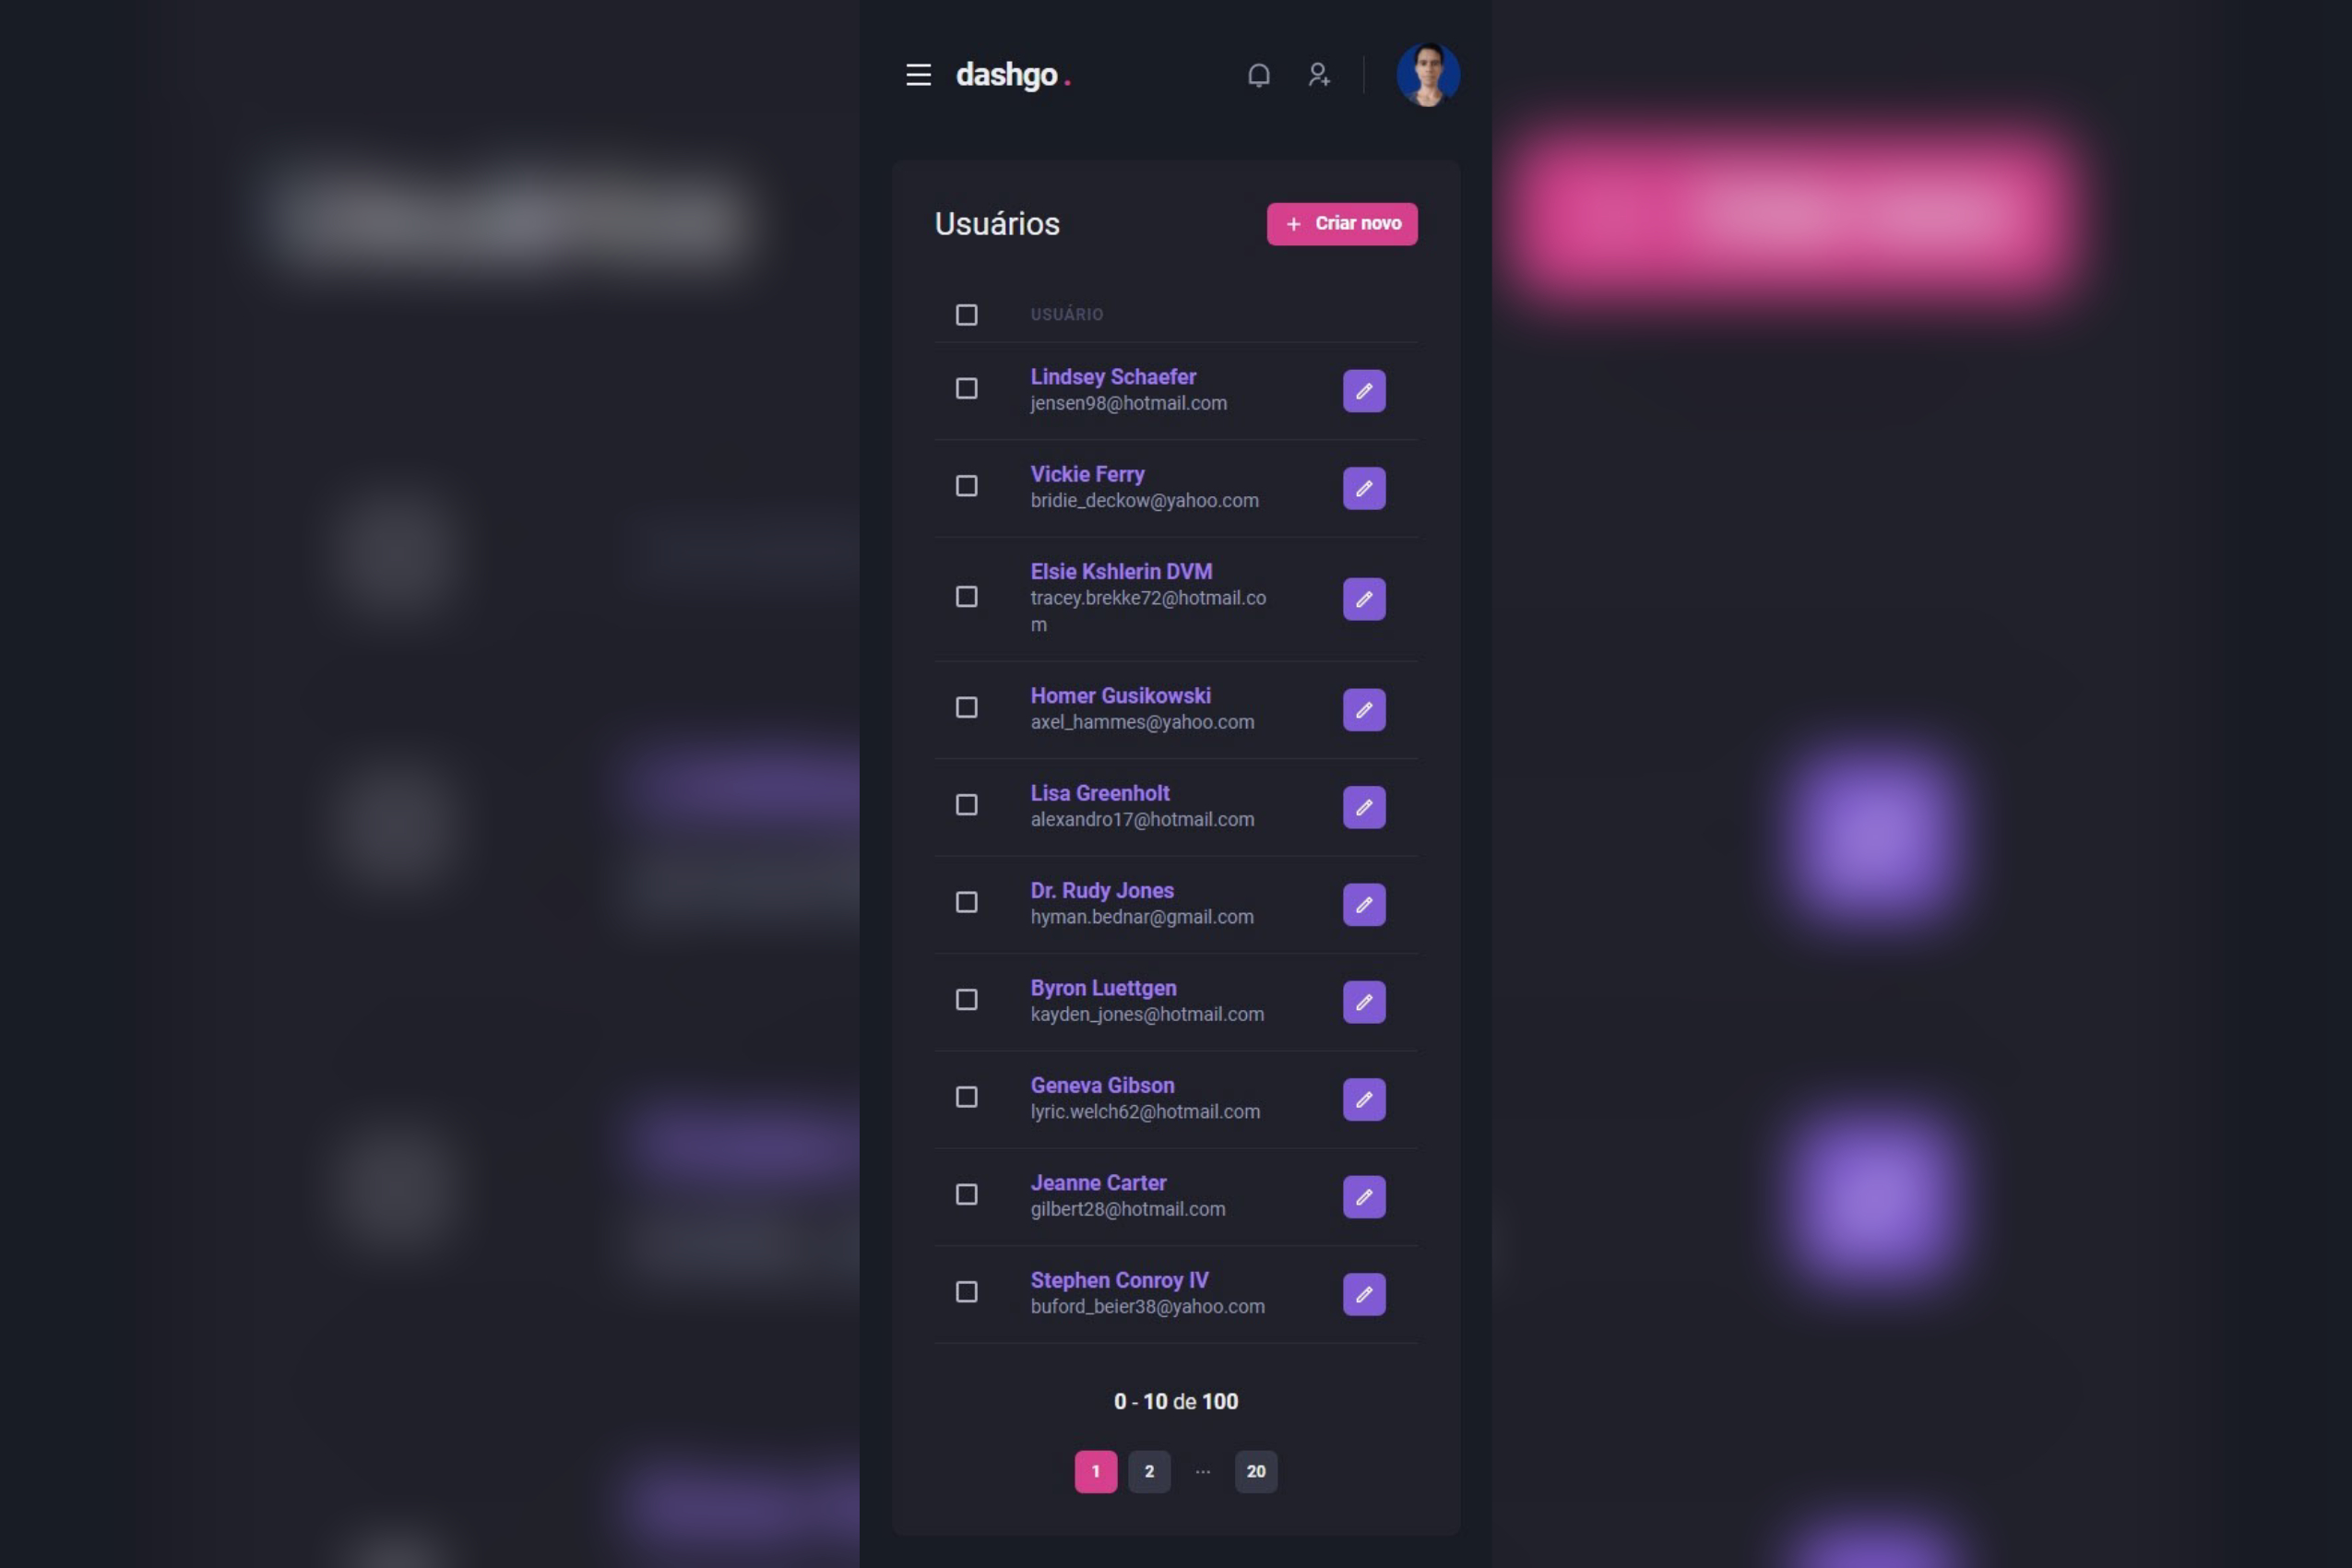 dashgo.
Usuários
+ Criar novo
USUÁRIO
Lindsey Schaefer
jensen98@hotmail.com
Vickie Ferry
bridie_deckow@yahoo.com
Elsie Kshlerin DVM
tracey.brekke72@hotmail.co
m
Homer Gusikowski
axel_hammes@yahoo.com
Lisa Greenholt
alexandro17@hotmail.com
Dr. Rudy Jones
hyman.bednar@gmail.com
Byron Luettgen
kayden_jones@hotmail.com
Geneva Gibson
lyric.welch62@hotmail.com
Jeanne Carter
gilbert28@hotmail.com
Stephen Conroy IV
buford_beier38@yahoo.com
0 - 10 de 100
1 2 ... 20